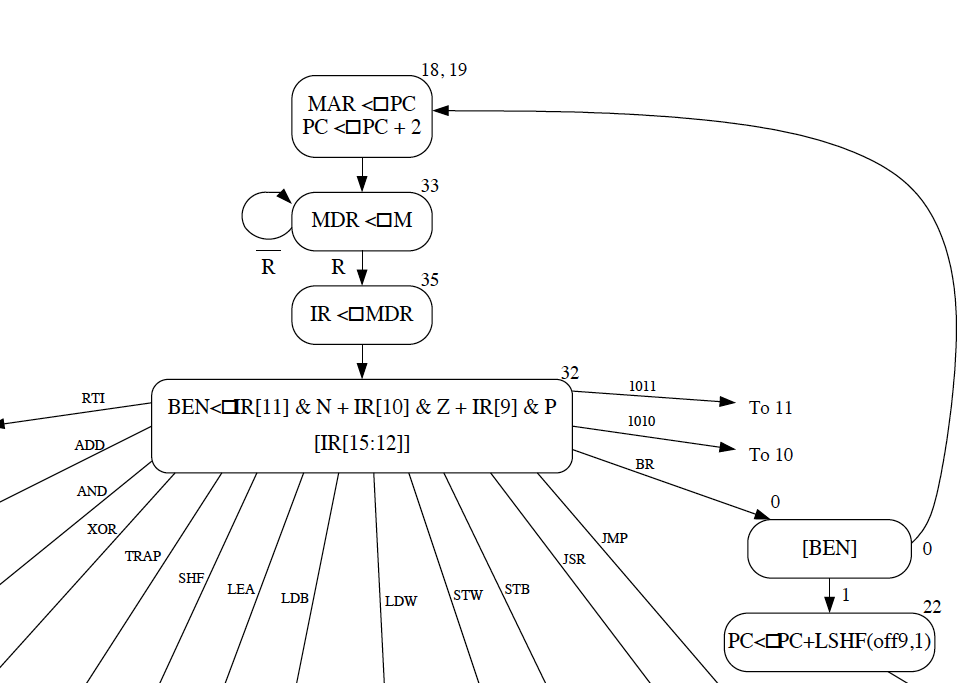 18, 19
MAR <□PC
PC <□PC + 2
33
MDR <□M
R̅
R
35
IR <□MDR
32
BEN<□IR[11] & N + IR[10] & Z + IR[9] & P
[IR[15:12]]
RTI
ADD
AND
XOR
TRAP
SHF
LEA
LDB
LDW
STW
STB
JSR
JMP
1011
To 11
1010
To 10
BR
0
[BEN]
0
1
22
PC<□PC+LSHF(off9,1)